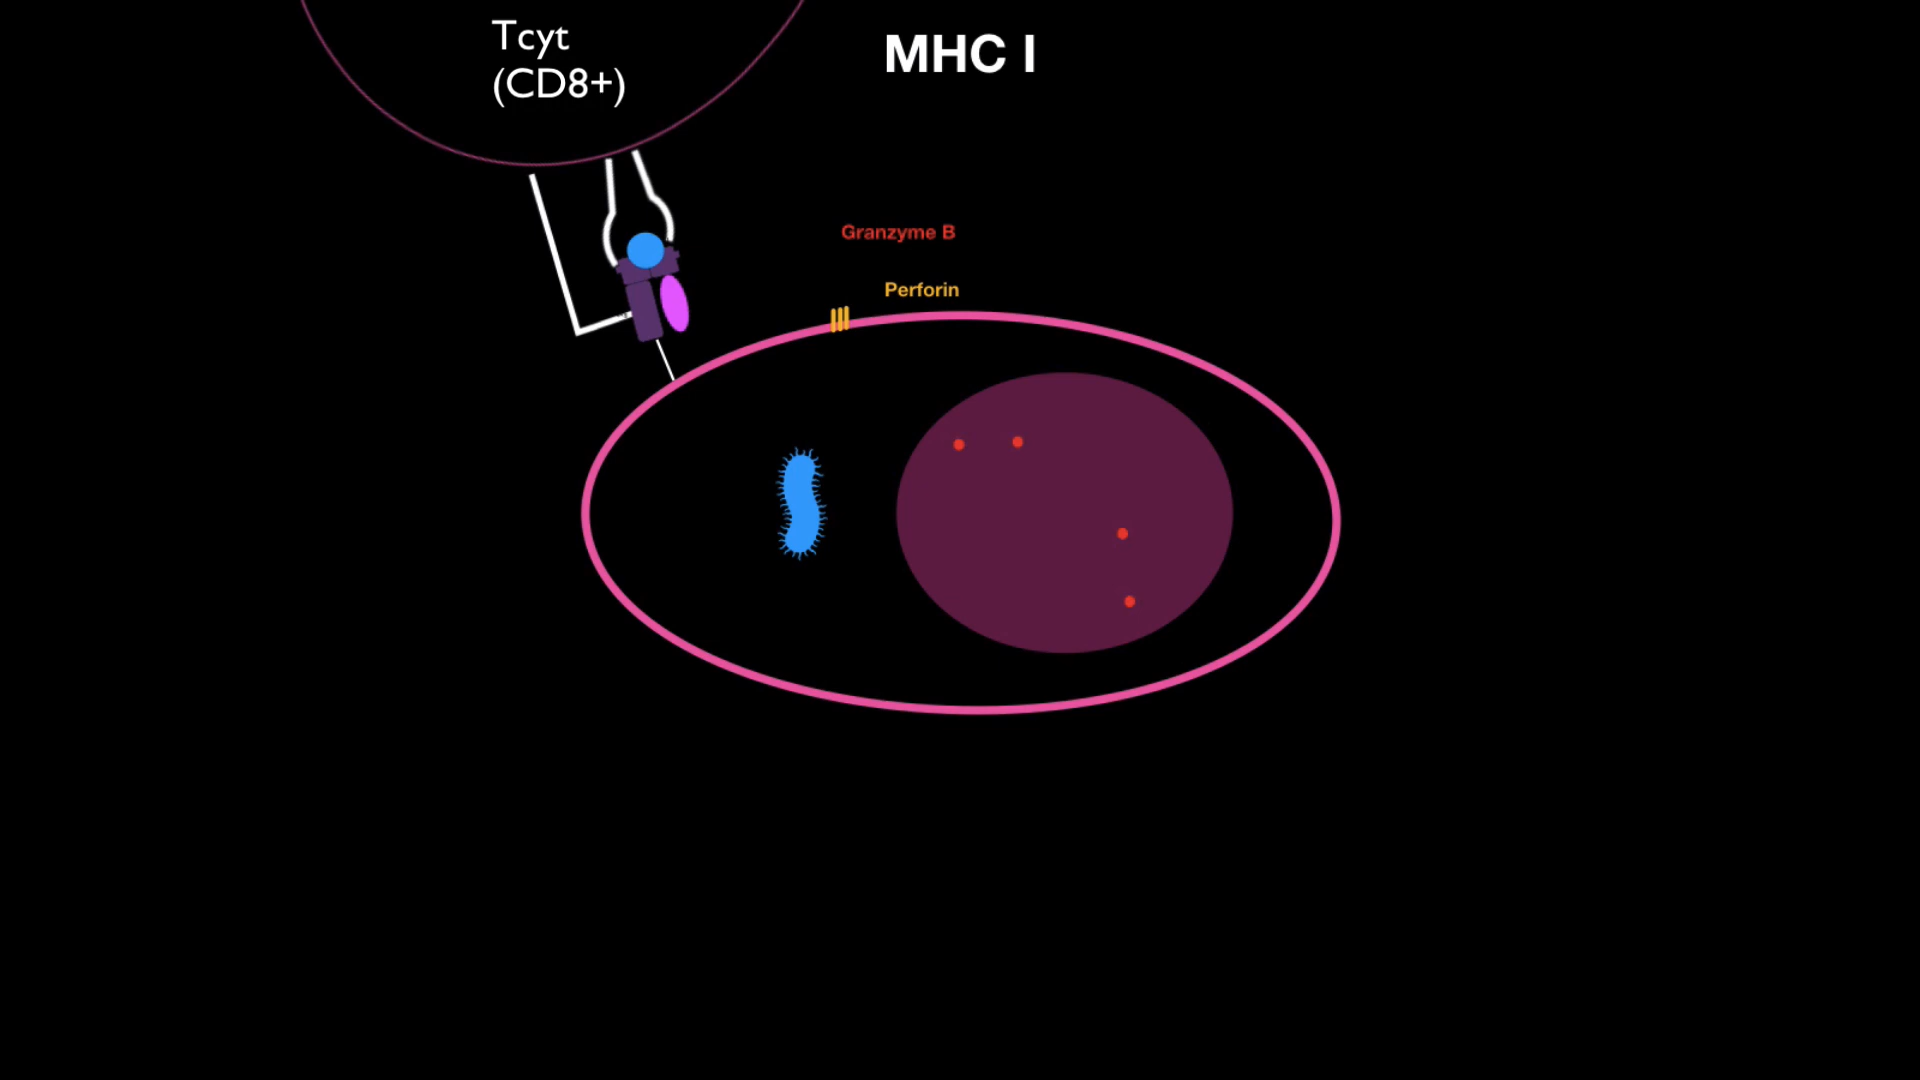 Tcyt
(CD8+)
MHC I
Granzyme B
Perforin